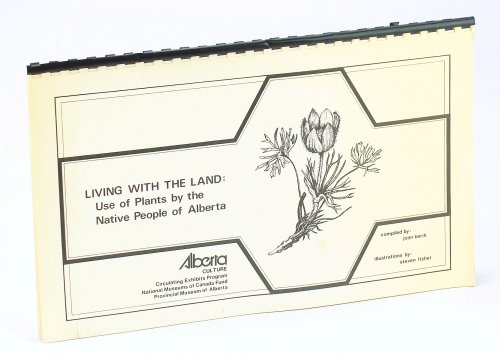 LIVING WITH THE LAND:
Use of Plants by the
Native People of Alberta
Alberta
CULTURE
Circulating Exhibits Program
National Museums of Canada Fund
Provincial Museum of Alberta
compiled by·
joan kerik
illustrations by·
steven fisher